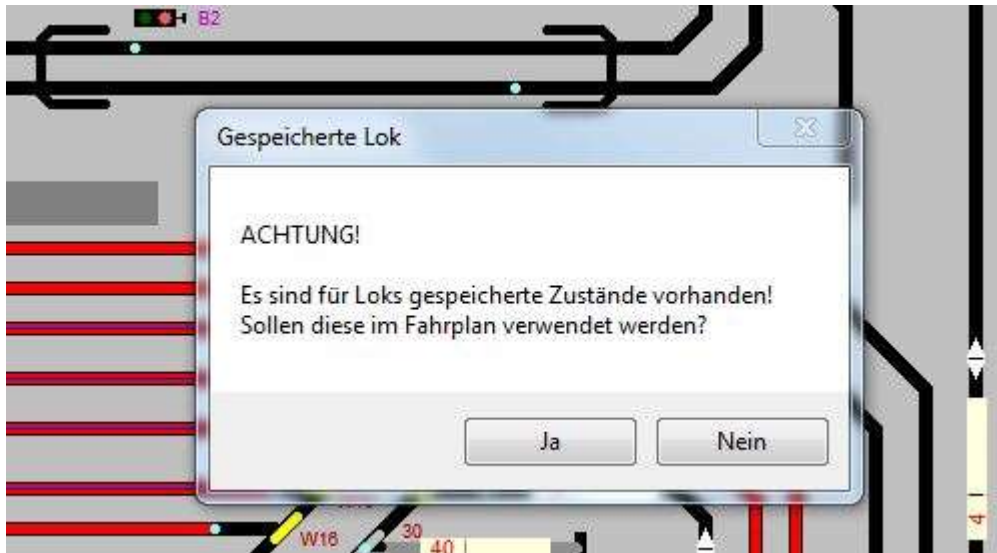 B2
Gespeicherte Lok
ACHTUNG!
Es sind für Loks gespeicherte Zustände vorhanden!
Sollen diese im Fahrplan verwendet werden?
Ja
Nein
W16
30
40
4